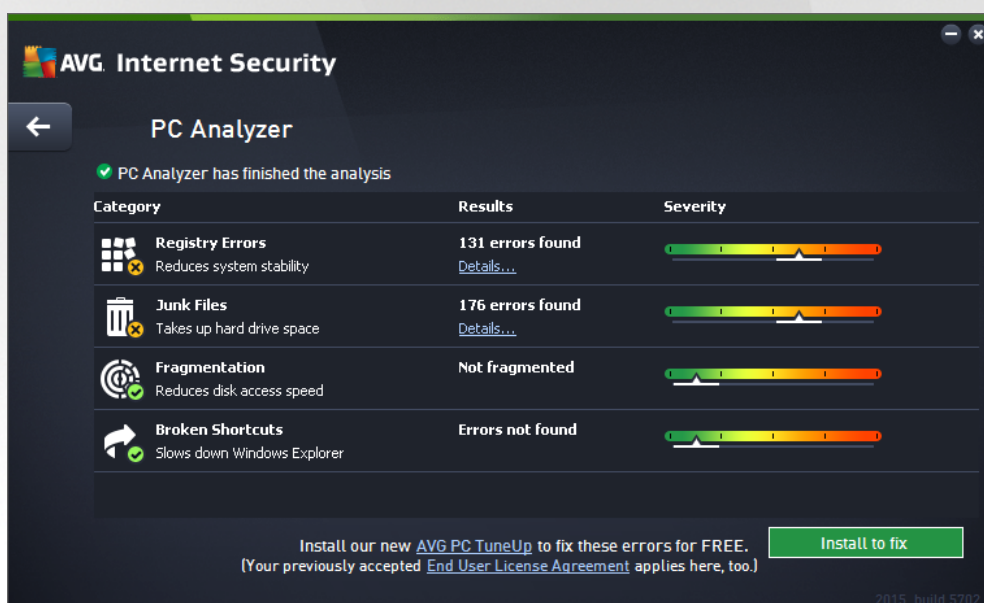 AVG. Internet Security
PC Analyzer
PC Analyzer has finished the analysis
Category Results Severity
Registry Errors 131 errors found
Reduces system stability Details...
Junk Files 176 errors found
Takes up hard drive space Details...
Fragmentation Not fragmented
Reduces disk access speed
Broken Shortcuts Errors not found
Slows down Windows Explorer
Install our new AVG PC TuneUp to fix these errors for FREE. Install to fix
(Your previously accepted End User License Agreement applies here, too.)
2015, build 5702